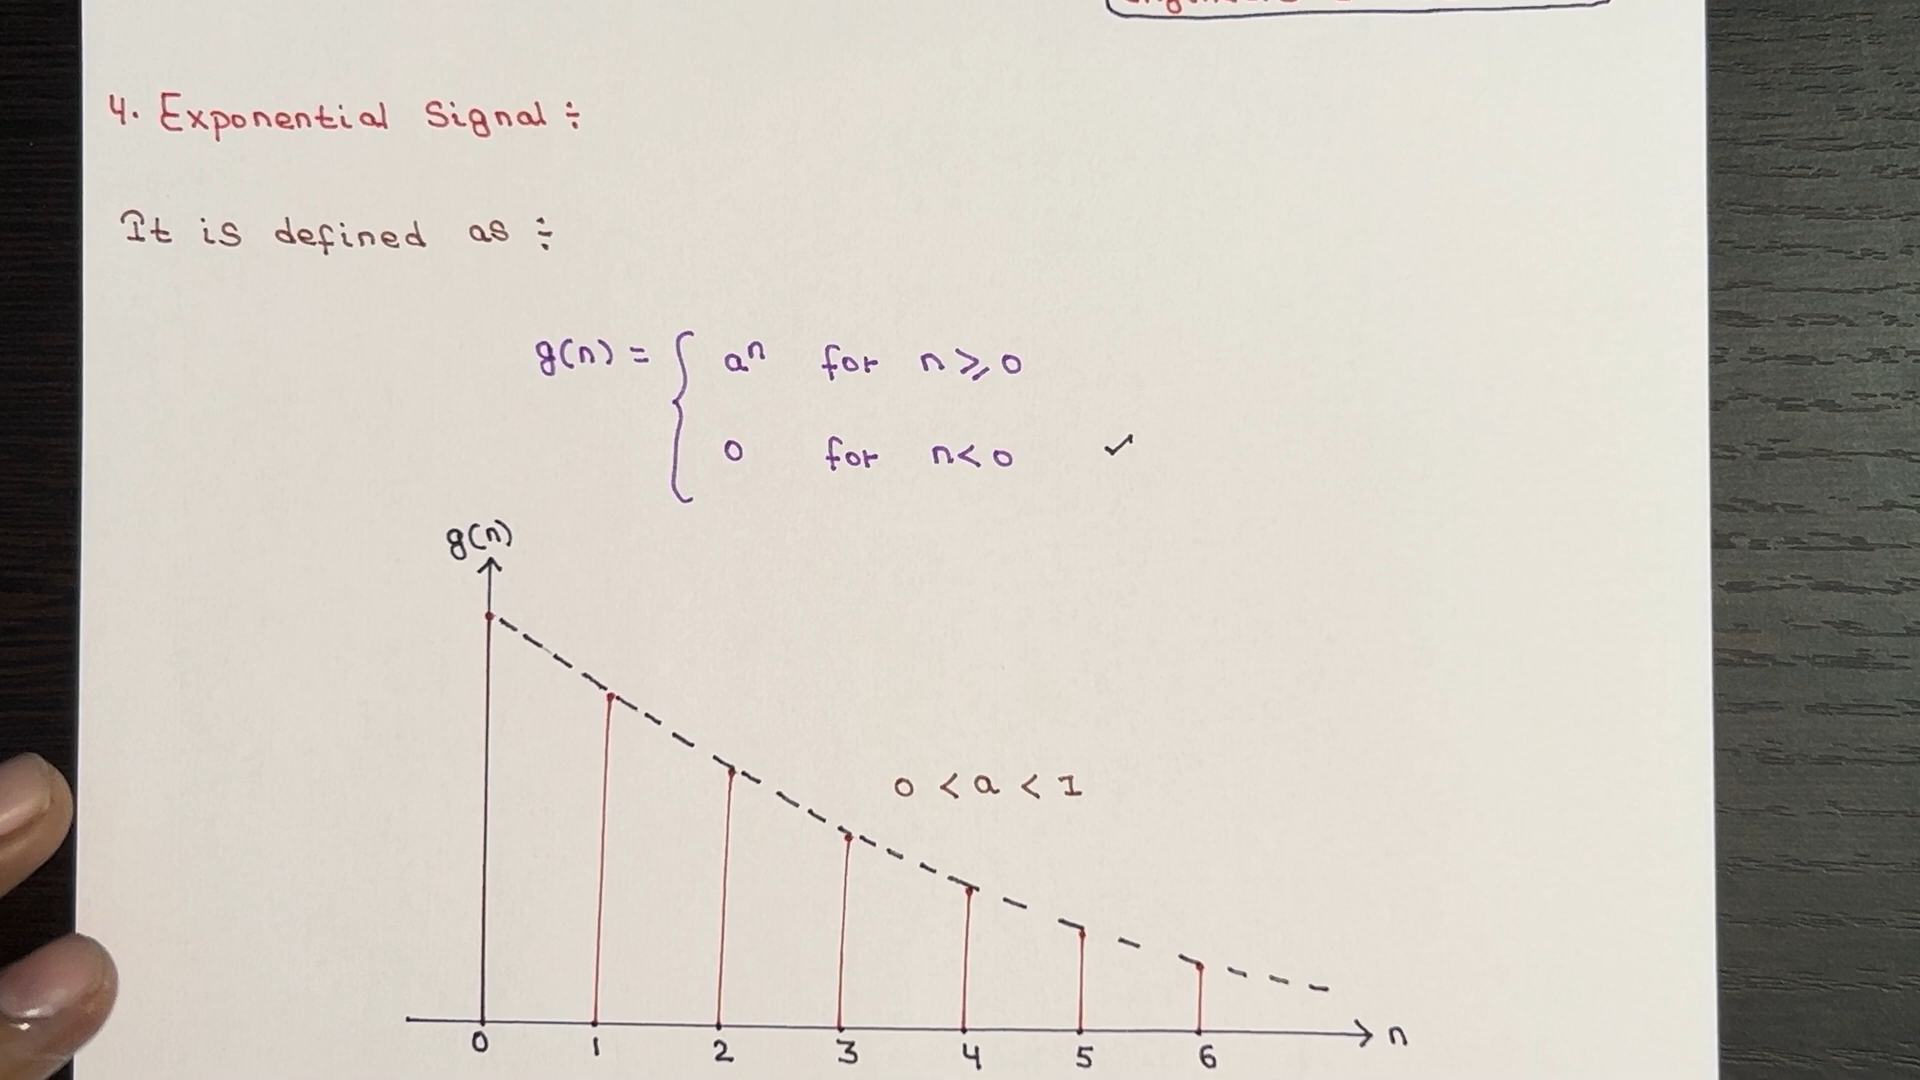 4. Exponential Signal ÷
It is defined as ÷
g(n) = { aⁿ for n ⩾ 0
0 for n < 0 ✓
g(n)
0 < a < 1
n
0 1 2 3 4 5 6